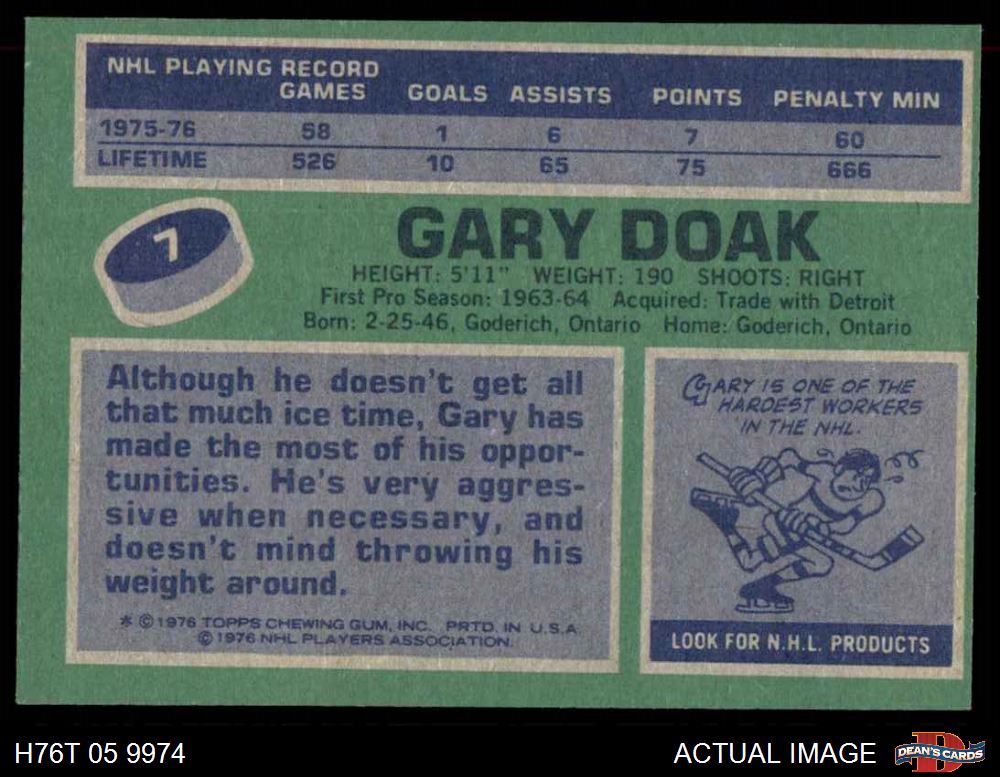 NHL PLAYING RECORD
GAMES GOALS ASSISTS POINTS PENALTY MIN
1975-76 58 1 6 7 60
LIFETIME 526 10 65 75 666
7
GARY DOAK
HEIGHT: 5'11" WEIGHT: 190 SHOOTS: RIGHT
First Pro Season: 1963-64 Acquired: Trade with Detroit
Born: 2-25-46, Goderich, Ontario Home: Goderich, Ontario
Although he doesn't get all
that much ice time, Gary has
made the most of his oppor-
tunities. He's very aggres-
sive when necessary, and
doesn't mind throwing his
weight around.
* © 1976 TOPPS CHEWING GUM, INC. PRTD. IN U.S.A
© 1976 NHL PLAYERS ASSOCIATION.
GARY IS ONE OF THE
HARDEST WORKERS
IN THE NHL.
LOOK FOR N.H.L. PRODUCTS
H76T 05 9974
ACTUAL IMAGE
D
DEAN'S CARDS